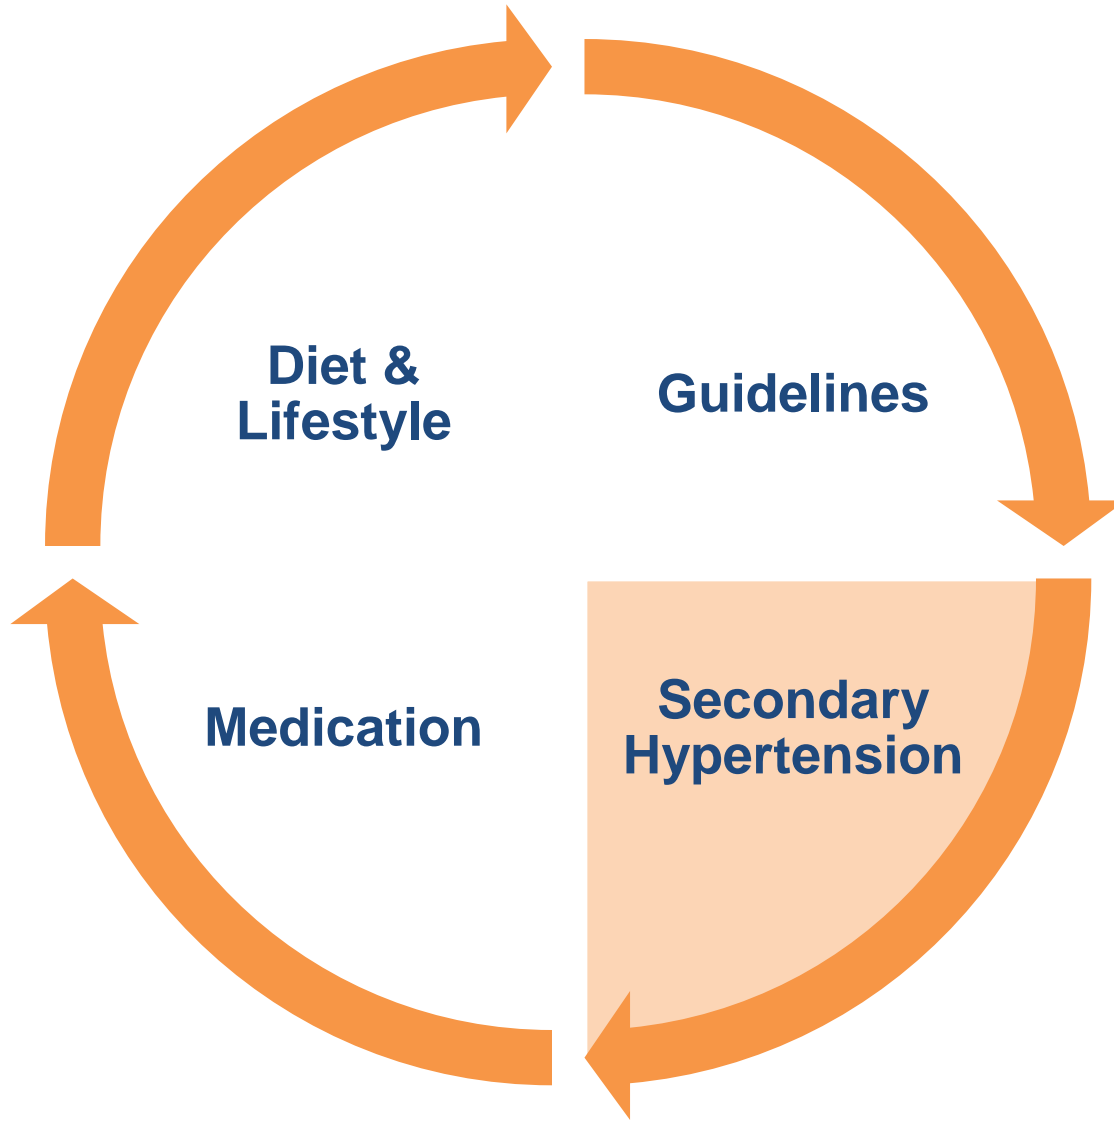 Diet &
Lifestyle
Guidelines
Medication
Secondary
Hypertension